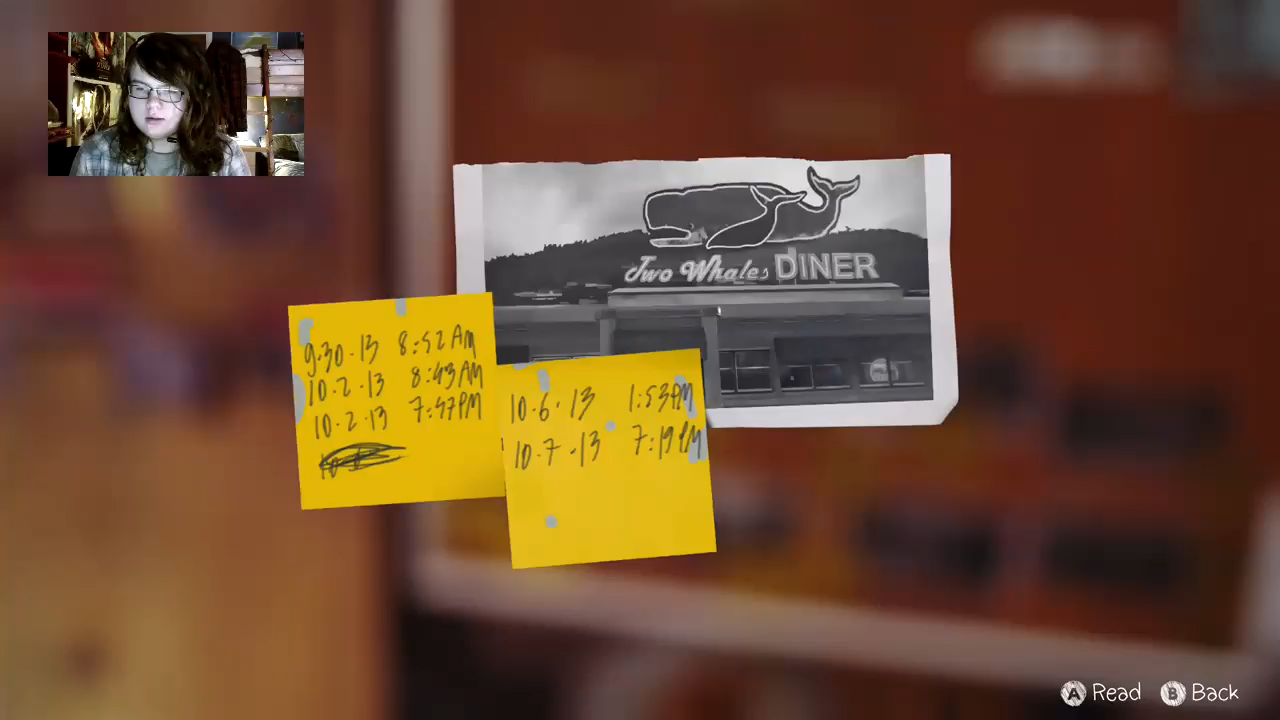 Two Whales DINER
9.30.13 8:52AM
10.2.13 8:43AM
10.2.13 7:47PM
10.6.13 1:53AM
10.7.13 7:19PM
A Read B Back